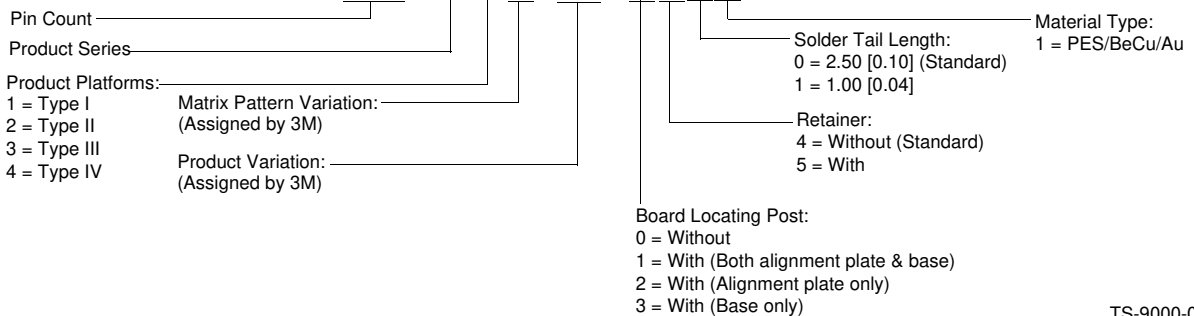 Pin Count
Product Series
Product Platforms:
1 = Type I
2 = Type II
3 = Type III
4 = Type IV
Matrix Pattern Variation:
(Assigned by 3M)
Product Variation:
(Assigned by 3M)
Material Type:
1 = PES/BeCu/Au
Solder Tail Length:
0 = 2.50 [0.10] (Standard)
1 = 1.00 [0.04]
Retainer:
4 = Without (Standard)
5 = With
Board Locating Post:
0 = Without
1 = With (Both alignment plate & base)
2 = With (Alignment plate only)
3 = With (Base only)